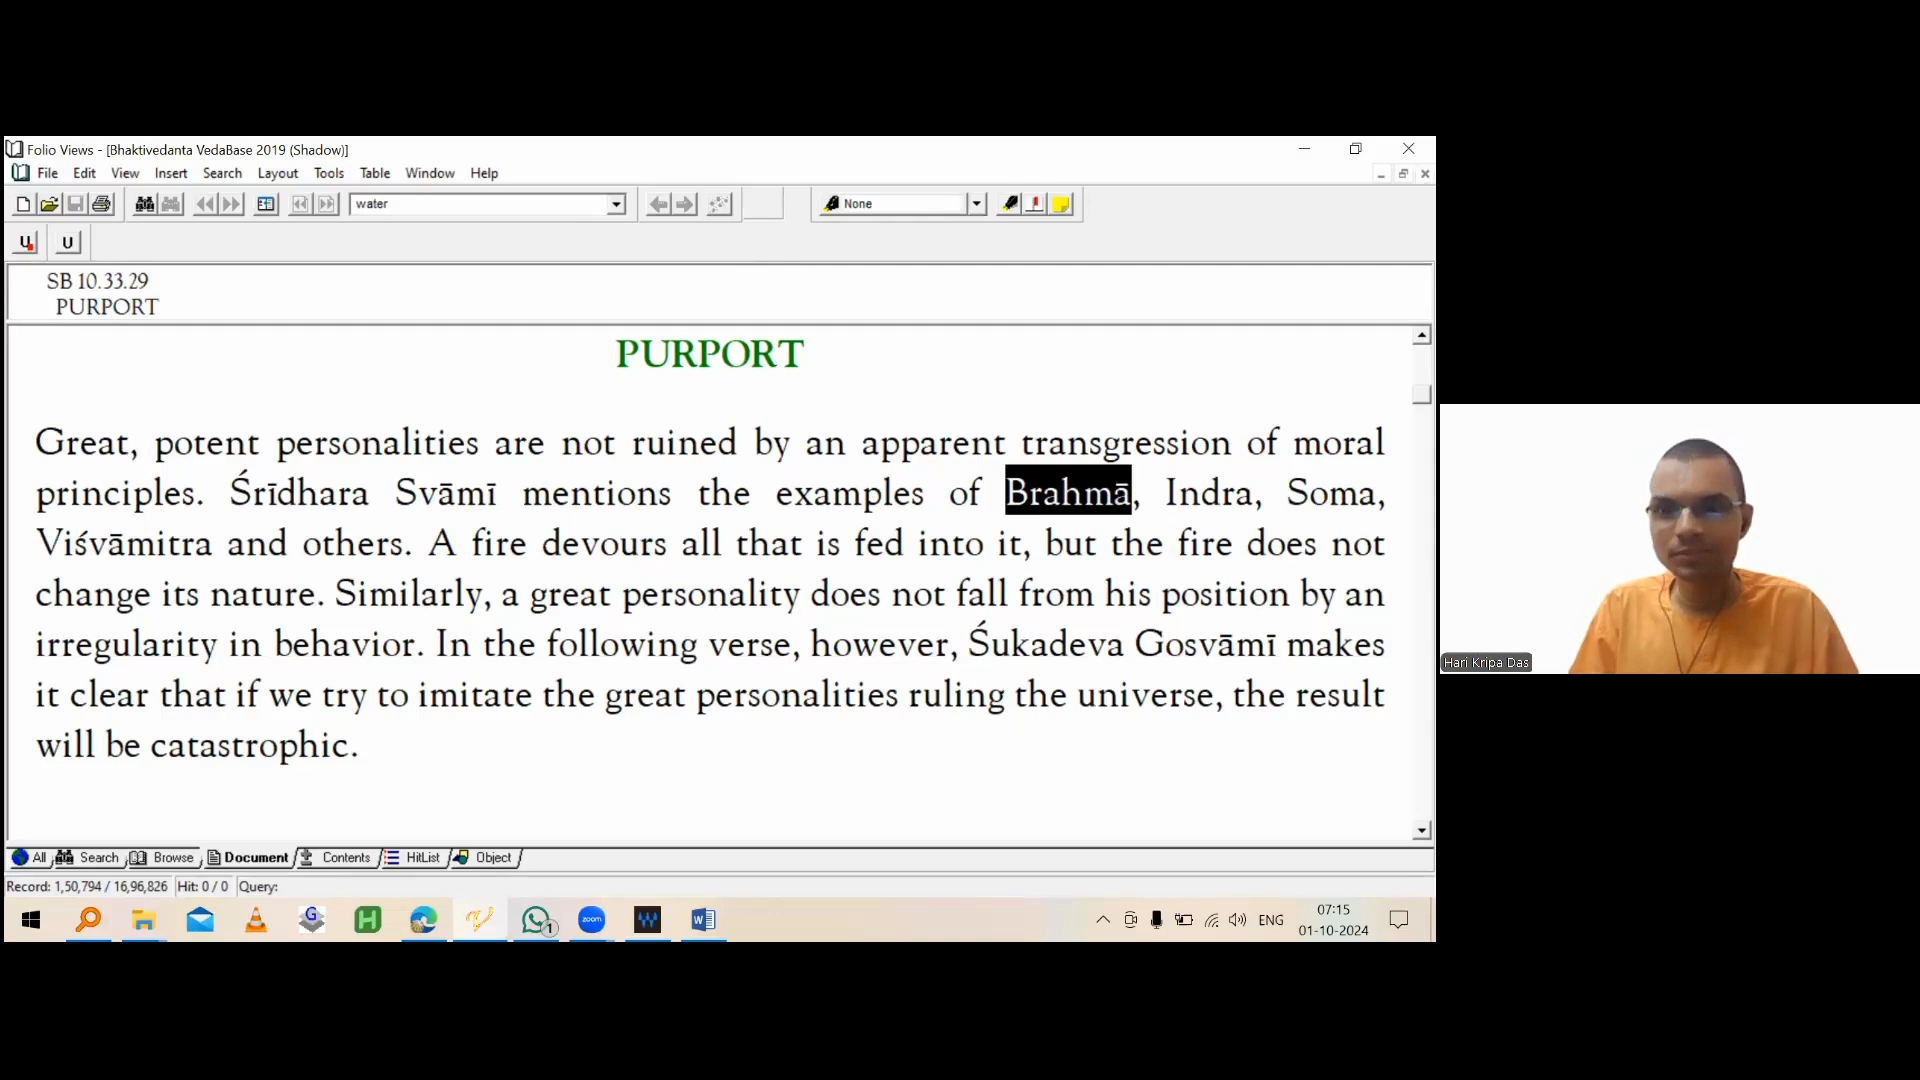 Folio Views - [Bhaktivedanta VedaBase 2019 (Shadow)]
File Edit View Insert Search Layout Tools Table Window Help
water
None
U U
SB 10.33.29
PURPORT
PURPORT
Great, potent personalities are not ruined by an apparent transgression of moral
principles. Śrīdhara Svāmī mentions the examples of Brahmā, Indra, Soma,
Viśvāmitra and others. A fire devours all that is fed into it, but the fire does not
change its nature. Similarly, a great personality does not fall from his position by an
irregularity in behavior. In the following verse, however, Śukadeva Gosvāmī makes
it clear that if we try to imitate the great personalities ruling the universe, the result
will be catastrophic.
Hari Kripa Das
All Search Browse Document Contents HitList Object
Record: 1,50,794 / 16,96,826 Hit: 0 / 0 Query:
zoom
1
ENG
07:15
01-10-2024